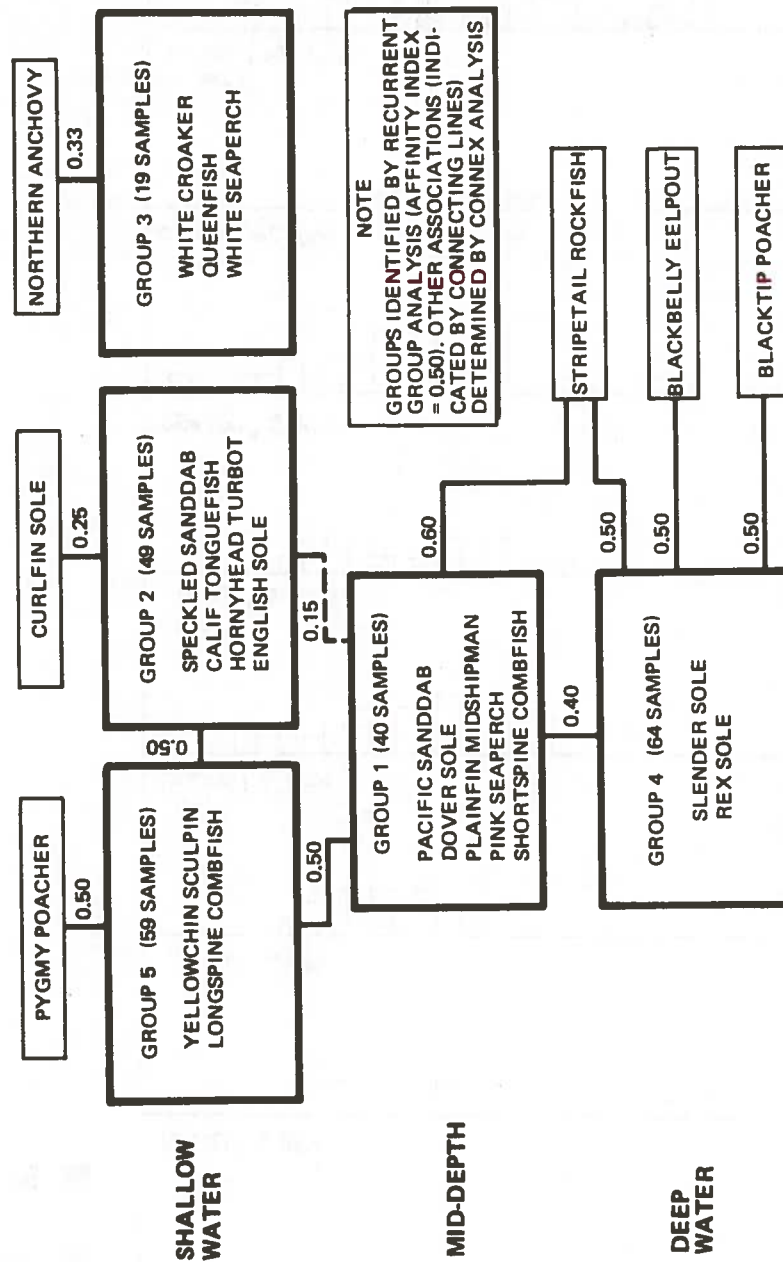 SHALLOW
WATER
PYGMY POACHER
0.50
GROUP 5 (59 SAMPLES)
YELLOWCHIN SCULPIN
LONGSPINE COMBFISH
0.50
CURLFIN SOLE
0.25
GROUP 2 (49 SAMPLES)
SPECKLED SANDDAB
CALIF TONGUEFISH
HORNYHEAD TURBOT
ENGLISH SOLE
NORTHERN ANCHOVY
0.33
GROUP 3 (19 SAMPLES)
WHITE CROAKER
QUEENFISH
WHITE SEAPERCH
0.50
0.15
MID-DEPTH
GROUP 1 (40 SAMPLES)
PACIFIC SANDDAB
DOVER SOLE
PLAINFIN MIDSHIPMAN
PINK SEAPERCH
SHORTSPINE COMBFISH
0.60
NOTE
GROUPS IDENTIFIED BY RECURRENT
GROUP ANALYSIS (AFFINITY INDEX
= 0.50). OTHER ASSOCIATIONS (INDI-
CATED BY CONNECTING LINES)
DETERMINED BY CONNEX ANALYSIS
0.40
STRIPETAIL ROCKFISH
DEEP
WATER
GROUP 4 (64 SAMPLES)
SLENDER SOLE
REX SOLE
0.50
0.50
BLACKBELLY EELPOUT
0.50
BLACKTIP POACHER